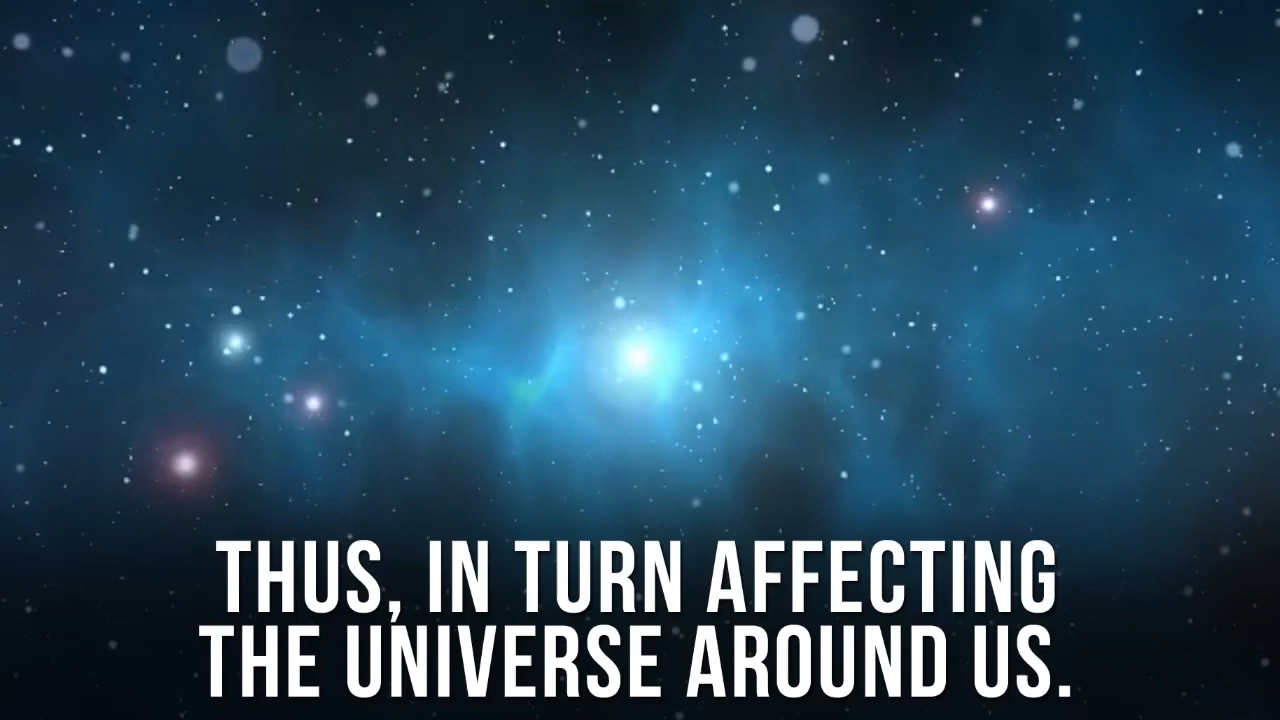 THUS, IN TURN AFFECTING
THE UNIVERSE AROUND US.